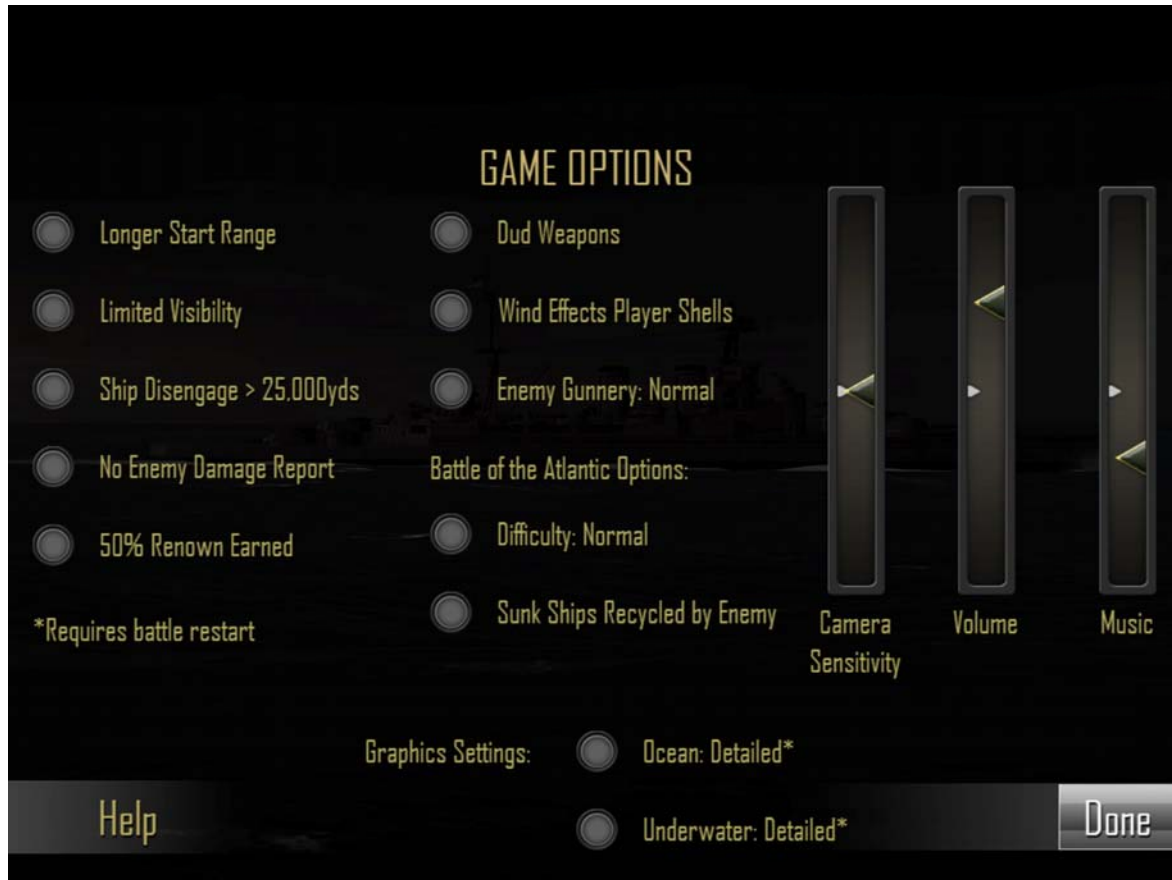 GAME OPTIONS
Longer Start Range
Limited Visibility
Ship Disengage > 25,000yds
No Enemy Damage Report
50% Renown Earned
*Requires battle restart
Dud Weapons
Wind Effects Player Shells
Enemy Gunnery: Normal
Battle of the Atlantic Options:
Difficulty: Normal
Sunk Ships Recycled by Enemy
Camera
Sensitivity
Volume
Music
Graphics Settings:
Ocean: Detailed*
Underwater: Detailed*
Help
Done